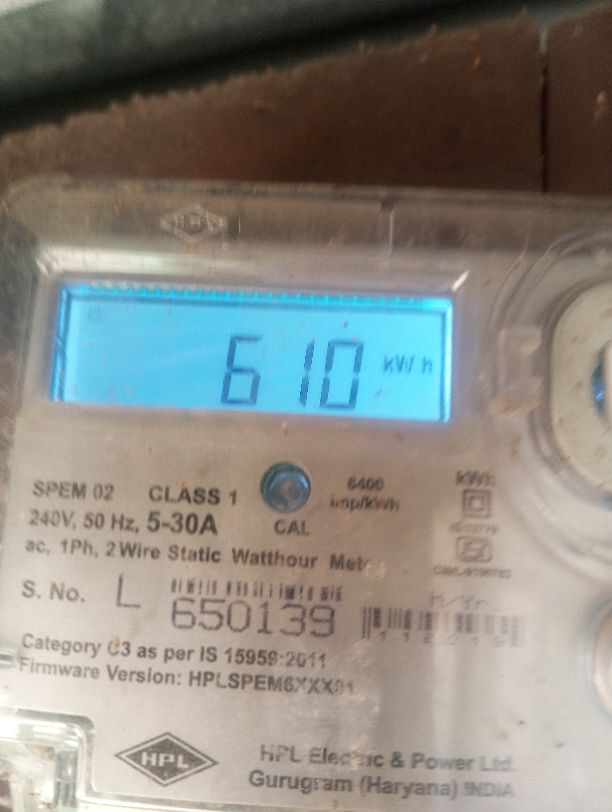 HPL
610 kWh
SPEM 02 CLASS 1
6400 imp/kWh
kWh
240V, 50 Hz, 5-30A
CAL
ac, 1Ph, 2 Wire Static Watthour Meter
S. No. L 650139
Category C3 as per IS 15959:2011
Firmware Version: HPLSPEM6XXX01
HPL
HPL Electric & Power Ltd.
Gurugram (Haryana) INDIA